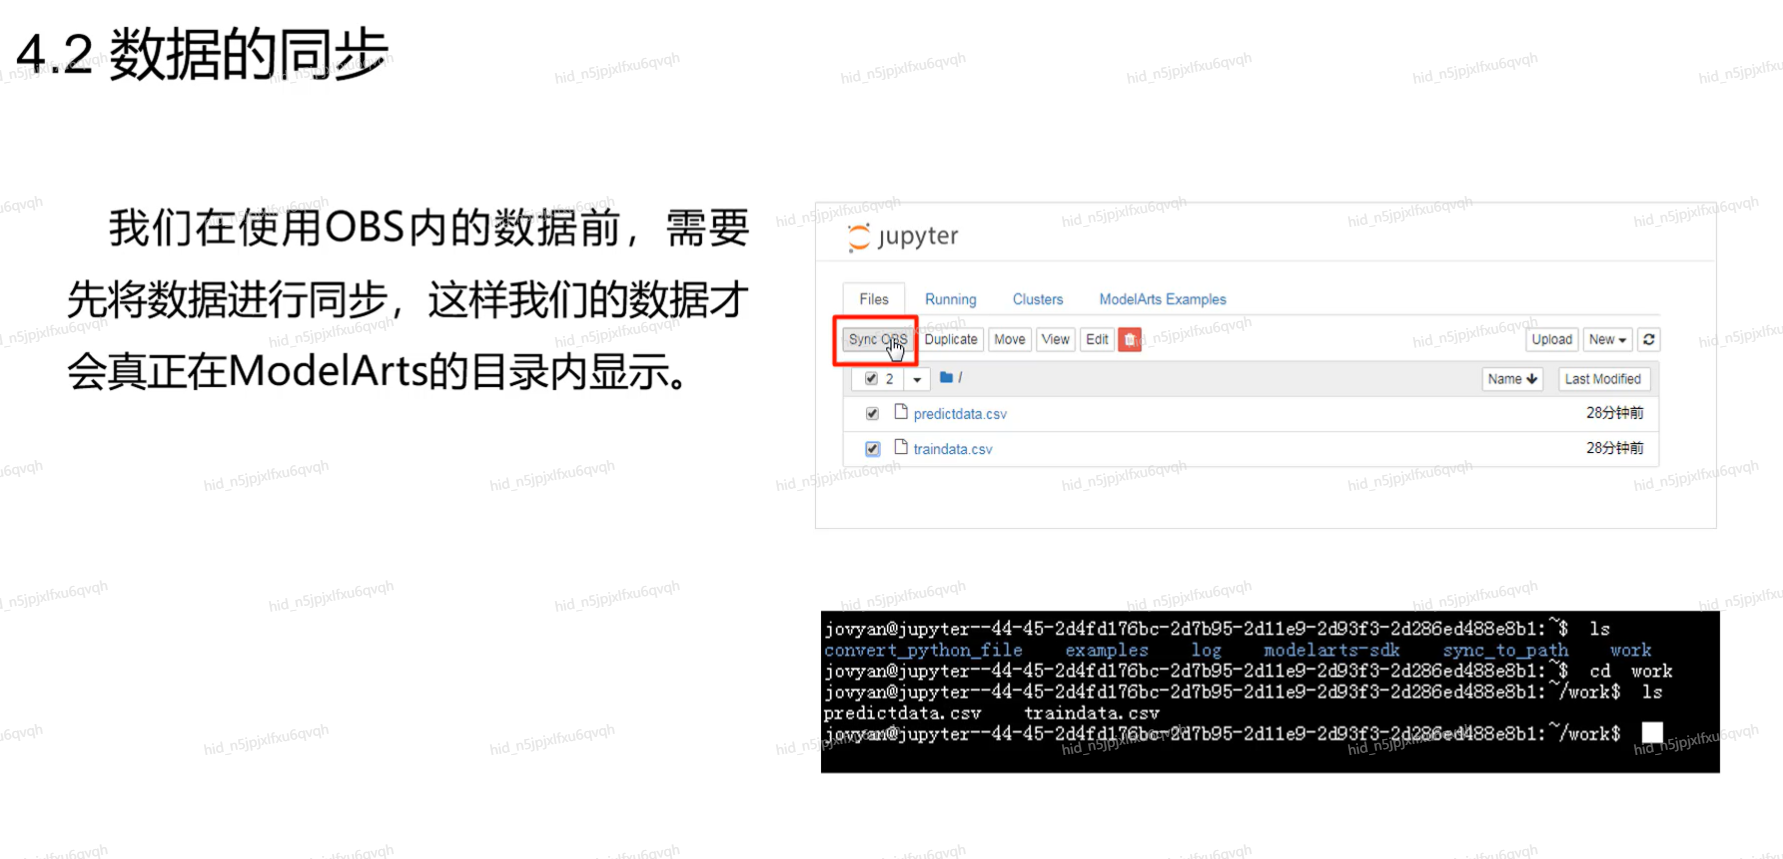 4.2 数据的同步
我们在使用OBS内的数据前，需要
先将数据进行同步，这样我们的数据才
会真正在ModelArts的目录内显示。
jupyter
Files Running Clusters ModelArts Examples
Sync OBS Duplicate Move View Edit Upload New
2 / Name Last Modified
predictdata.csv 28分钟前
traindata.csv 28分钟前
jovyan@jupyter--44-45-2d4fd176bc-2d7b95-2d11e9-2d93f3-2d286ed488e8b1:~$ ls
convert_python_file examples log modelarts-sdk sync_to_path work
jovyan@jupyter--44-45-2d4fd176bc-2d7b95-2d11e9-2d93f3-2d286ed488e8b1:~$ cd work
jovyan@jupyter--44-45-2d4fd176bc-2d7b95-2d11e9-2d93f3-2d286ed488e8b1:~/work$ ls
predictdata.csv traindata.csv
jovyan@jupyter--44-45-2d4fd176bc-2d7b95-2d11e9-2d93f3-2d286ed488e8b1:~/work$
hid_n5jpjxlfxu6qvqh